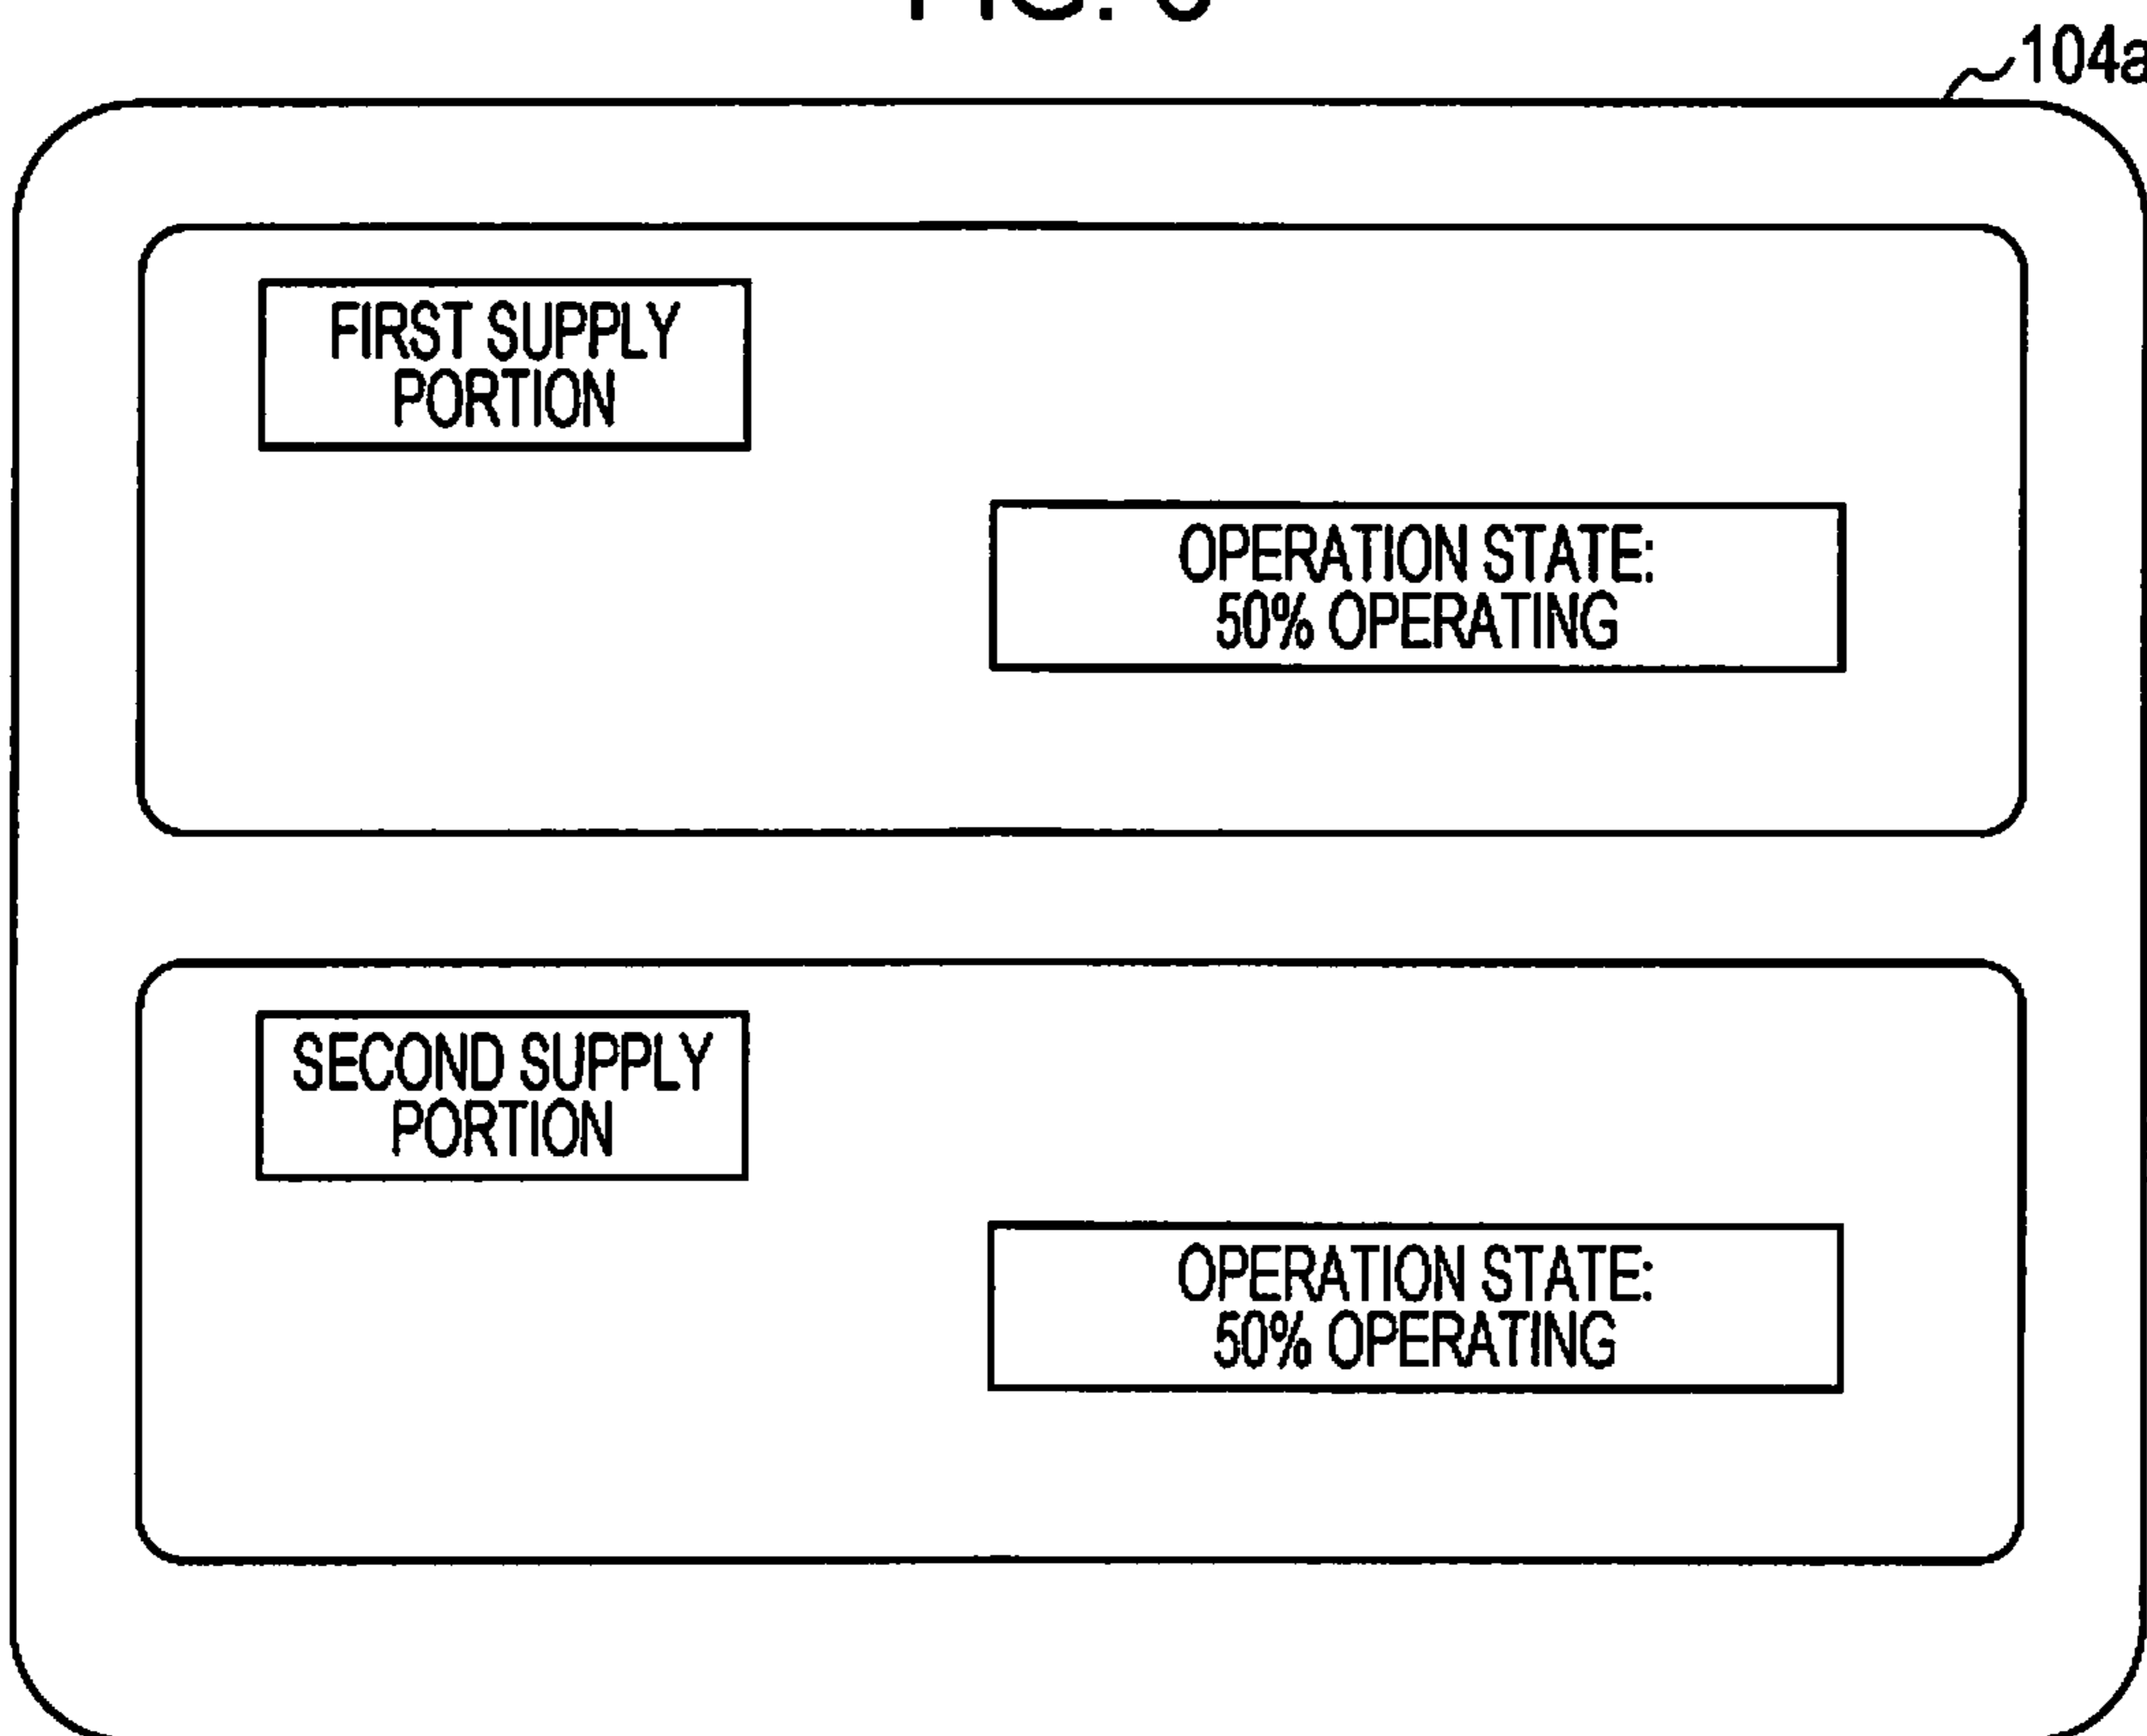 104a
FIRST SUPPLY
PORTION
OPERATION STATE:
50% OPERATING
SECOND SUPPLY
PORTION
OPERATION STATE:
50% OPERATING